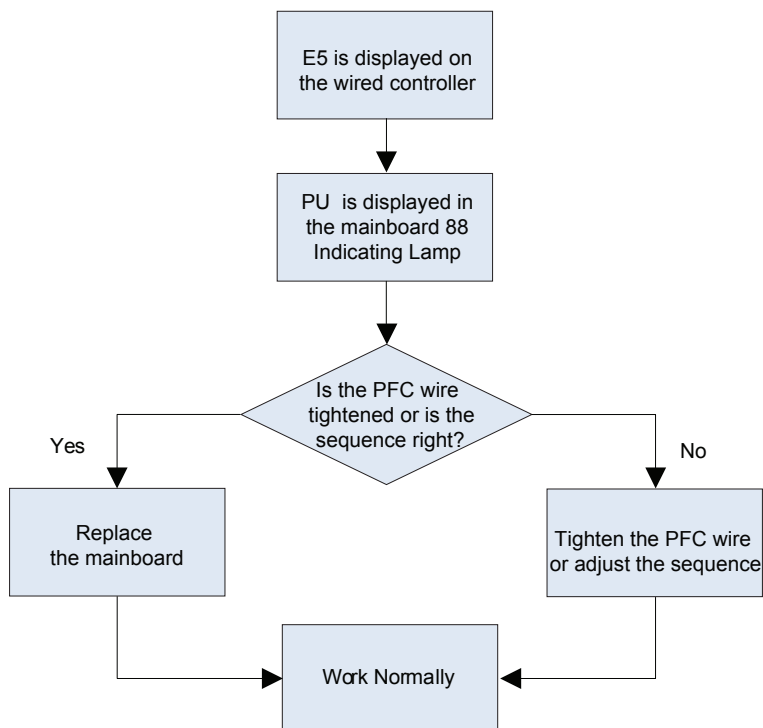 E5 is displayed on
the wired controller
PU is displayed in
the mainboard 88
Indicating Lamp
Is the PFC wire
tightened or is the
sequence right?
Yes
No
Replace
the mainboard
Tighten the PFC wire
or adjust the sequence
Work Normally